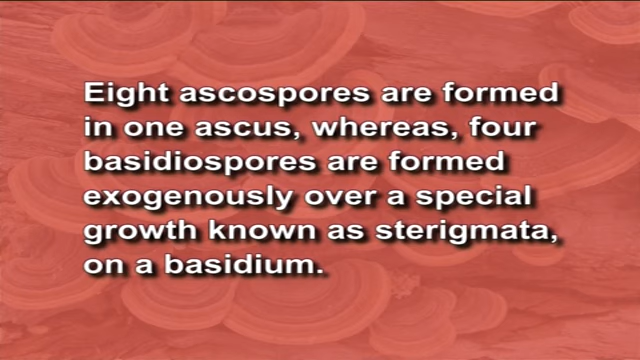 Eight ascospores are formed
in one ascus, whereas, four
basidiospores are formed
exogenously over a special
growth known as sterigmata,
on a basidium.